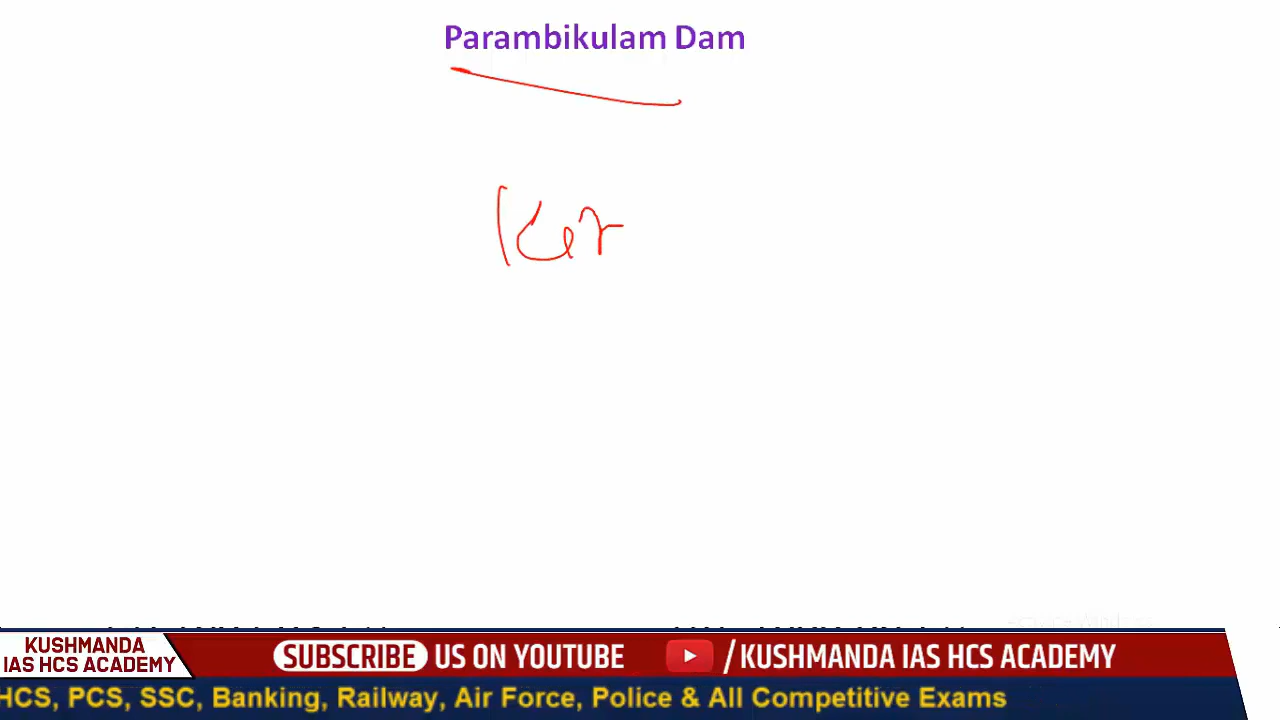 Parambikulam Dam
Ker
KUSHMANDA
IAS HCS ACADEMY
SUBSCRIBE US ON YOUTUBE
/KUSHMANDA IAS HCS ACADEMY
HCS, PCS, SSC, Banking, Railway, Air Force, Police & All Competitive Exams